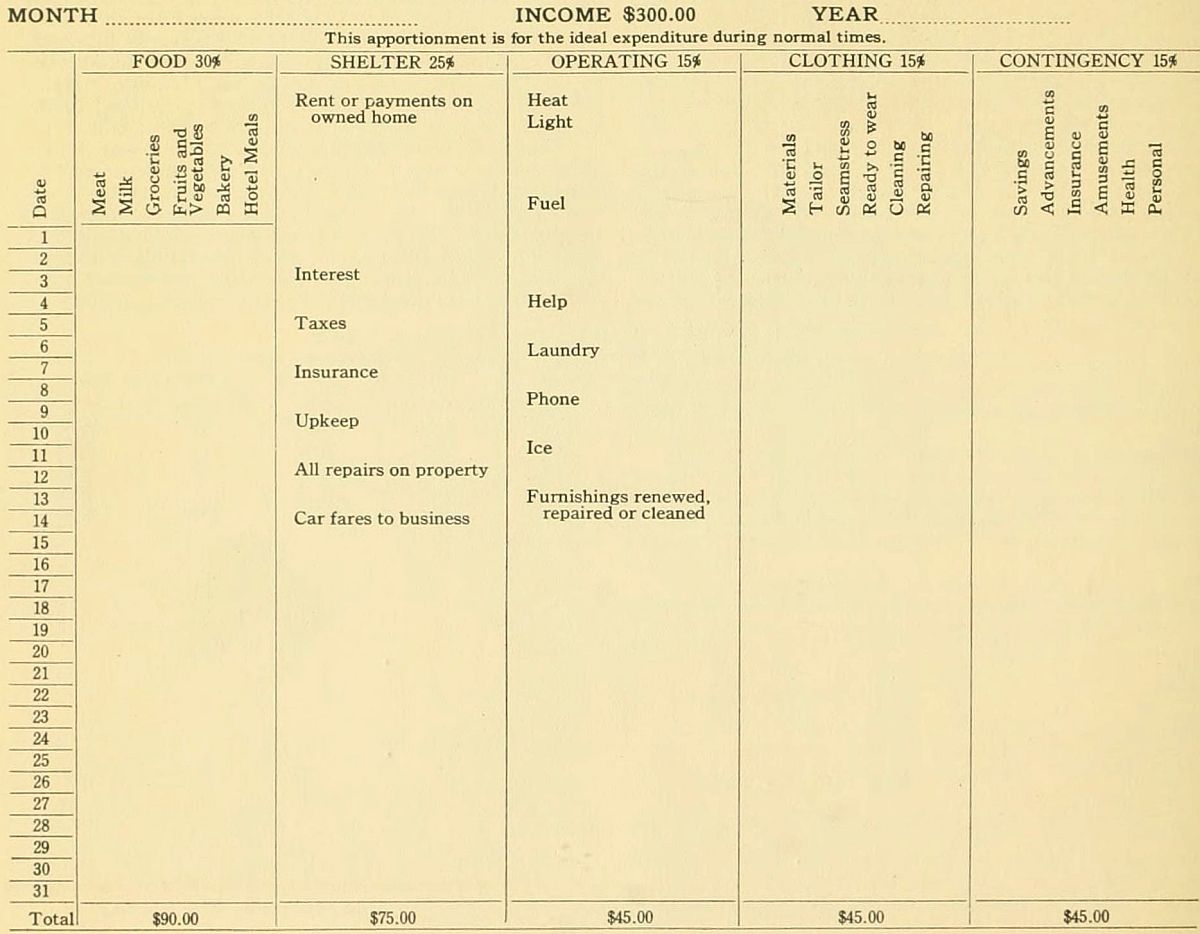 MONTH INCOME $300.00 YEAR
This apportionment is for the ideal expenditure during normal times.
FOOD 30% SHELTER 25% OPERATING 15% CLOTHING 15% CONTINGENCY 15%
Date
Meat
Milk
Groceries
Fruits and
Vegetables
Bakery
Hotel Meals
Rent or payments on
owned home
Interest
Taxes
Insurance
Upkeep
All repairs on property
Car fares to business
Heat
Light
Fuel
Help
Laundry
Phone
Ice
Furnishings renewed,
repaired or cleaned
Materials
Tailor
Seamstress
Ready to wear
Cleaning
Repairing
Savings
Advancements
Insurance
Amusements
Health
Personal
1
2
3
4
5
6
7
8
9
10
11
12
13
14
15
16
17
18
19
20
21
22
23
24
25
26
27
28
29
30
31
Total $90.00 $75.00 $45.00 $45.00 $45.00